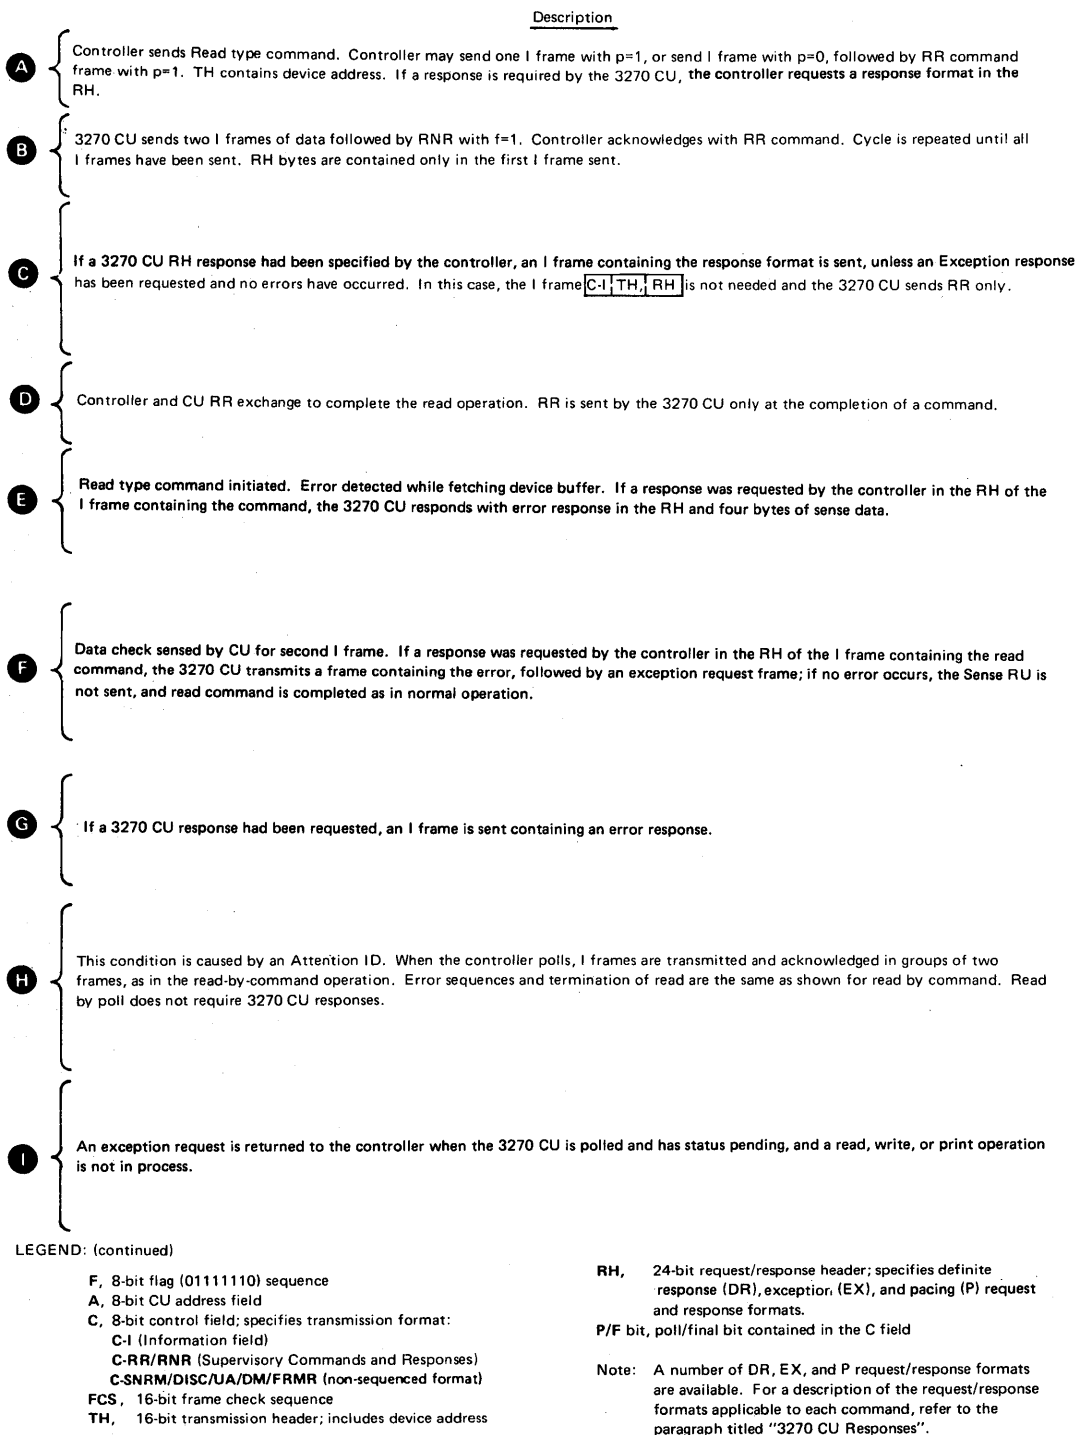 Description
A
Controller sends Read type command. Controller may send one I frame with p=1, or send I frame with p=0, followed by RR command
frame with p=1. TH contains device address. If a response is required by the 3270 CU, the controller requests a response format in the
RH.
B
3270 CU sends two I frames of data followed by RNR with f=1. Controller acknowledges with RR command. Cycle is repeated until all
I frames have been sent. RH bytes are contained only in the first I frame sent.
C
If a 3270 CU RH response had been specified by the controller, an I frame containing the response format is sent, unless an Exception response
has been requested and no errors have occurred. In this case, the I frame C-I TH, RH is not needed and the 3270 CU sends RR only.
D
Controller and CU RR exchange to complete the read operation. RR is sent by the 3270 CU only at the completion of a command.
E
Read type command initiated. Error detected while fetching device buffer. If a response was requested by the controller in the RH of the
I frame containing the command, the 3270 CU responds with error response in the RH and four bytes of sense data.
F
Data check sensed by CU for second I frame. If a response was requested by the controller in the RH of the I frame containing the read
command, the 3270 CU transmits a frame containing the error, followed by an exception request frame; if no error occurs, the Sense RU is
not sent, and read command is completed as in normal operation.
G
If a 3270 CU response had been requested, an I frame is sent containing an error response.
H
This condition is caused by an Attention ID. When the controller polls, I frames are transmitted and acknowledged in groups of two
frames, as in the read-by-command operation. Error sequences and termination of read are the same as shown for read by command. Read
by poll does not require 3270 CU responses.
I
An exception request is returned to the controller when the 3270 CU is polled and has status pending, and a read, write, or print operation
is not in process.
LEGEND: (continued)
F, 8-bit flag (01111110) sequence
A, 8-bit CU address field
C, 8-bit control field; specifies transmission format:
C-I (Information field)
C-RR/RNR (Supervisory Commands and Responses)
C-SNRM/DISC/UA/DM/FRMR (non-sequenced format)
FCS, 16-bit frame check sequence
TH, 16-bit transmission header; includes device address
RH, 24-bit request/response header; specifies definite
response (DR), exception (EX), and pacing (P) request
and response formats.
P/F bit, poll/final bit contained in the C field
Note: A number of DR, EX, and P request/response formats
are available. For a description of the request/response
formats applicable to each command, refer to the
paragraph titled "3270 CU Responses".